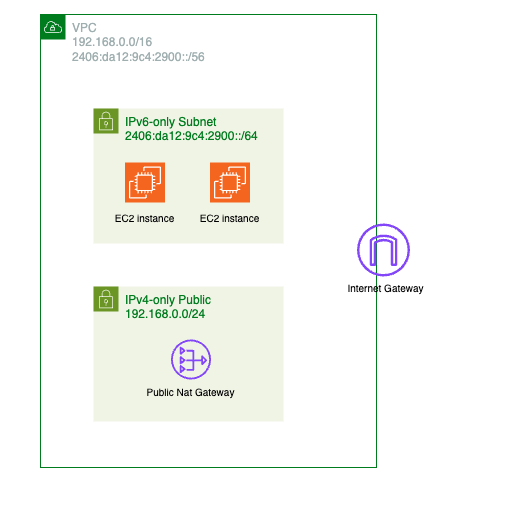 VPC
192.168.0.0/16
2406:da12:9c4:2900::/56
IPv6-only Subnet
2406:da12:9c4:2900::/64
EC2 instance
EC2 instance
Internet Gateway
IPv4-only Public
192.168.0.0/24
Public Nat Gateway